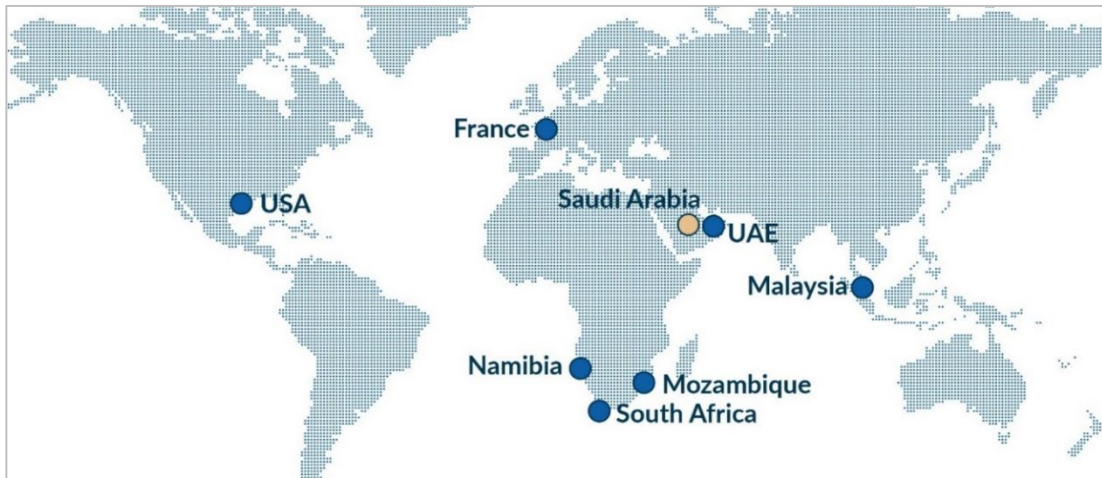 France
Saudi Arabia
USA
UAE
Malaysia
Namibia
Mozambique
South Africa